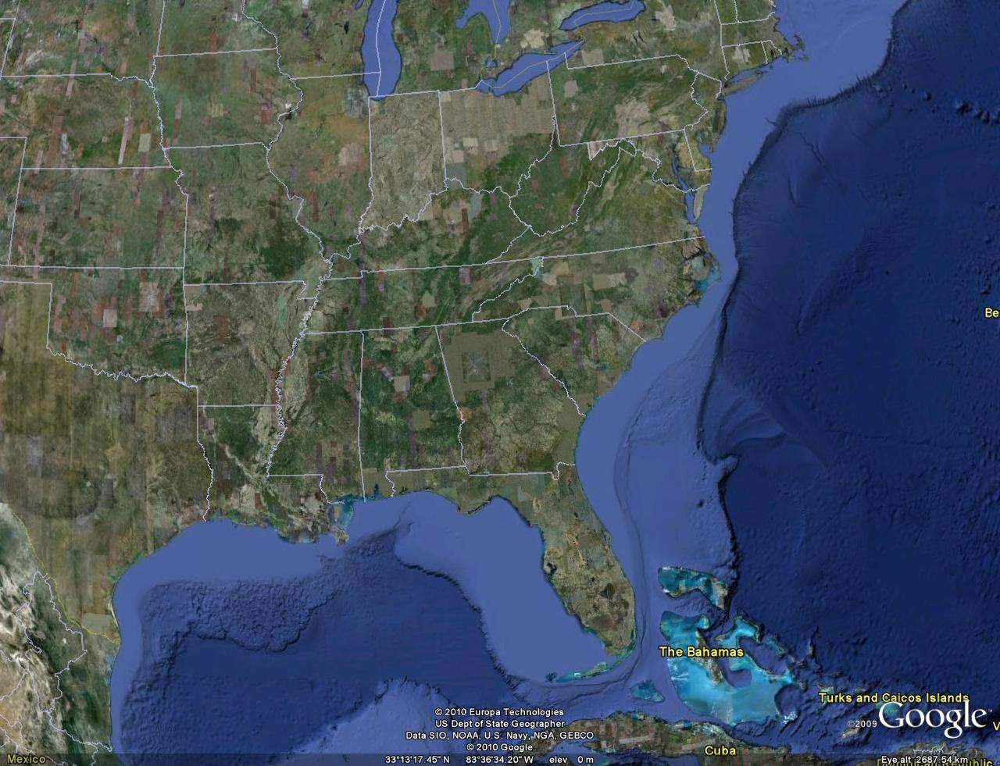 Be
The Bahamas
Turks and Caicos Islands
© 2010 Europa Technologies
US Dept of State Geographer
Data SIO, NOAA, U.S. Navy, NGA, GEBCO
© 2010 Google
©2009 Google™
Cuba
Mexico
33°13'17.45" N 83°36'34.20" W elev 0 m
Eye alt 2687.54 km